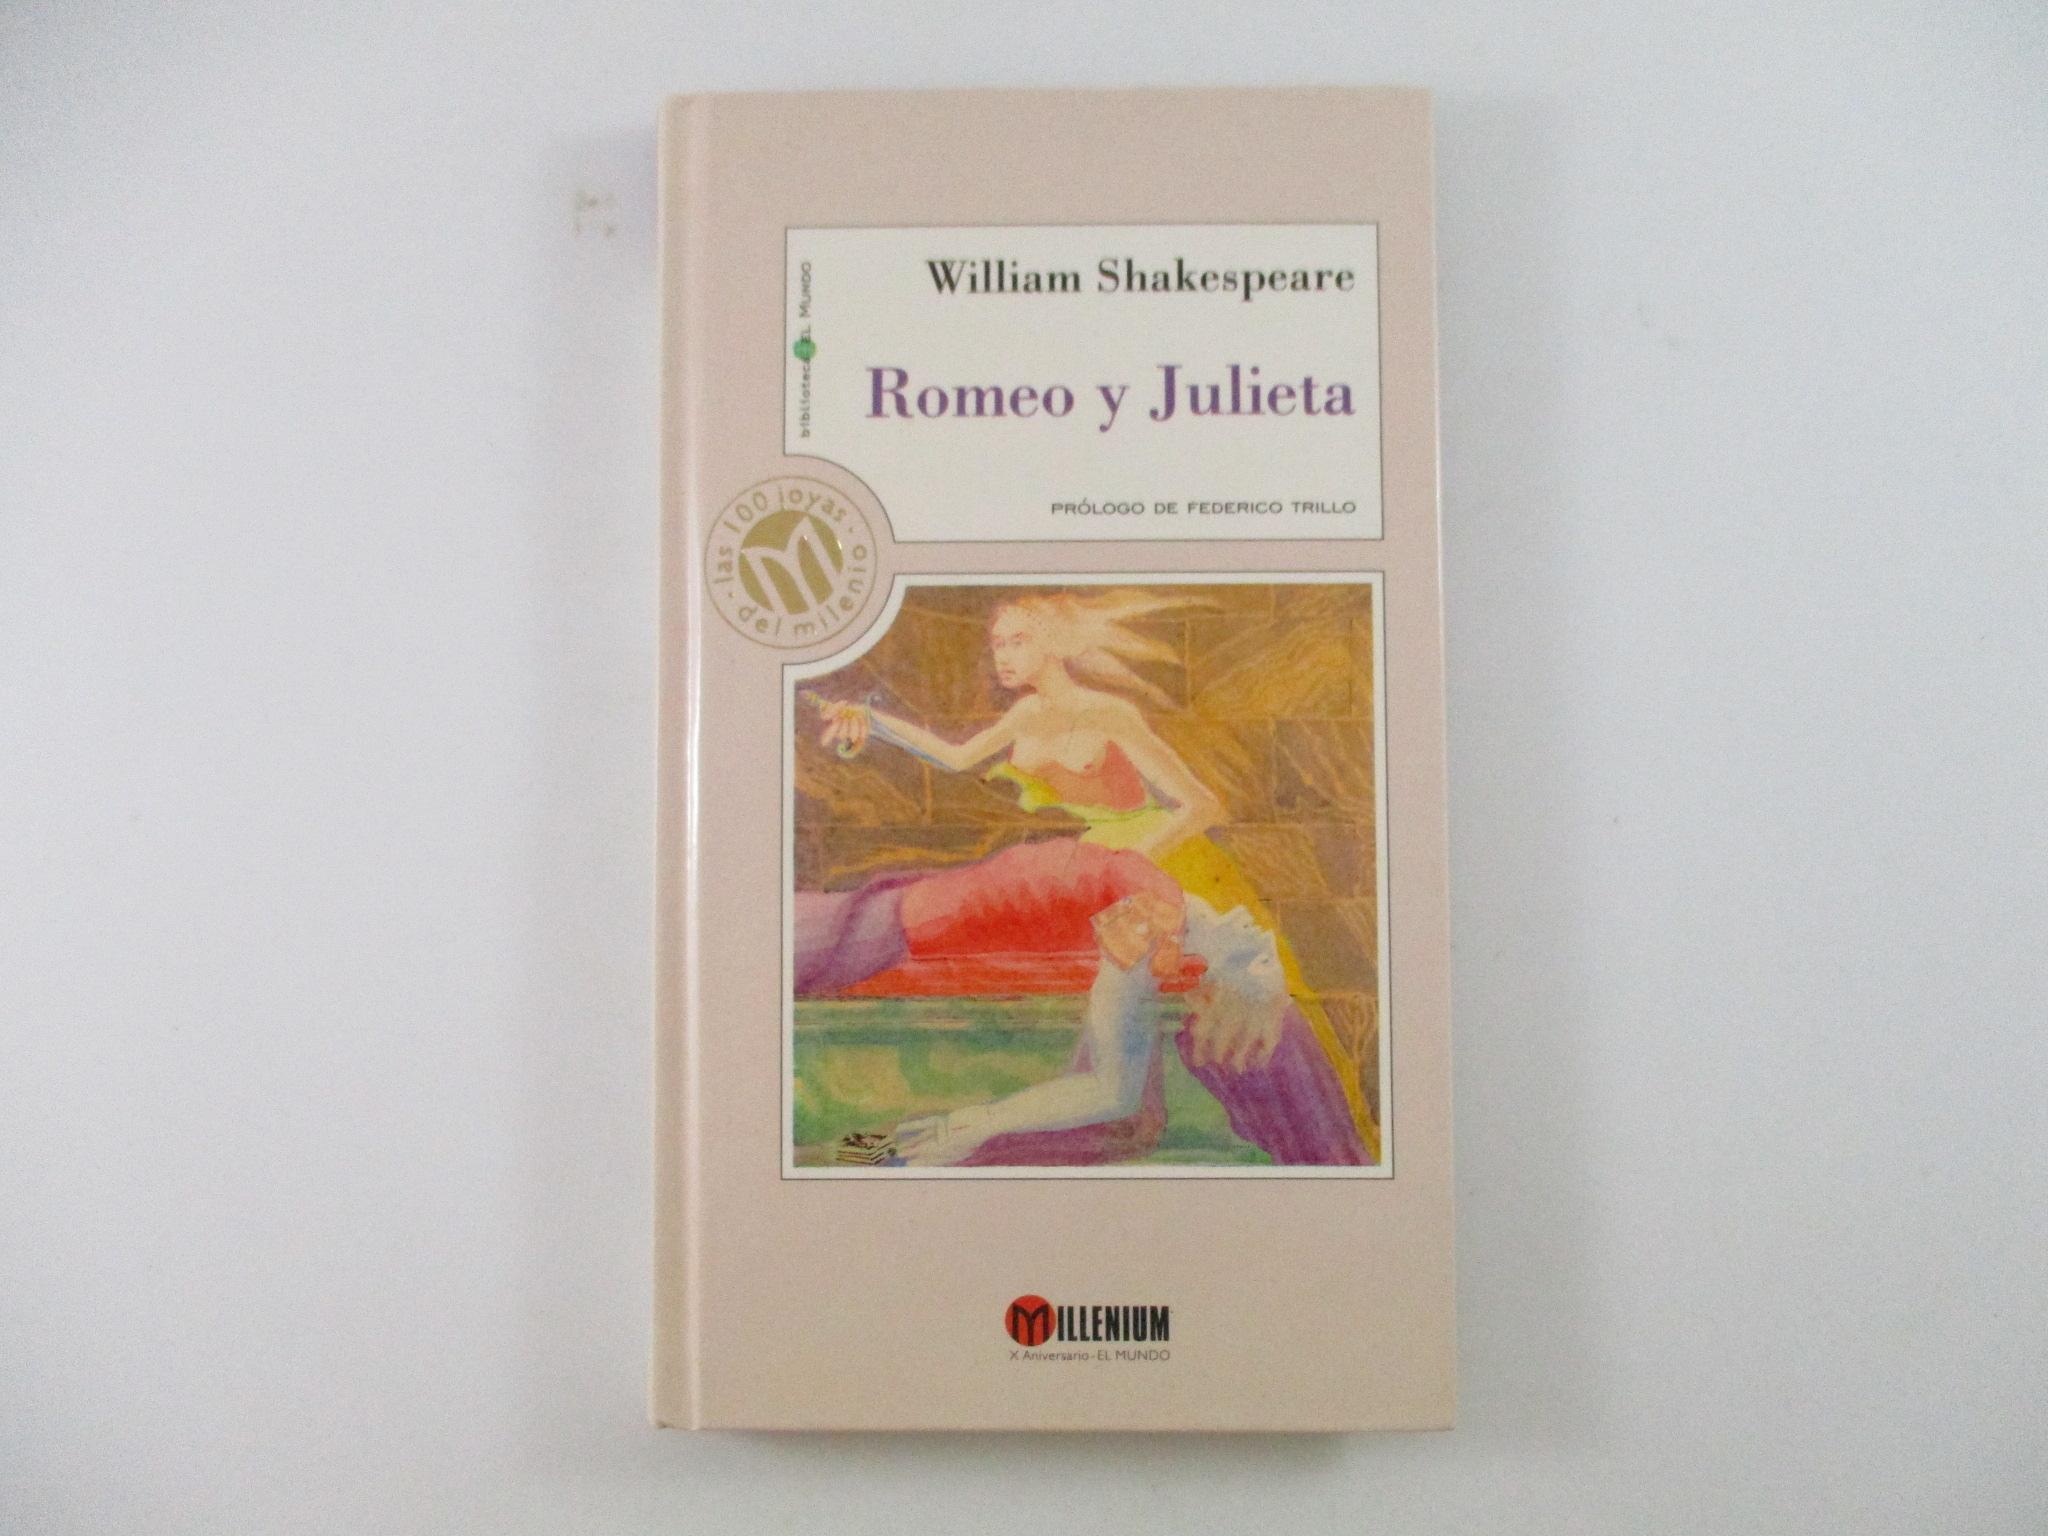 William Shakespeare
Romeo y Julieta
PRÓLOGO DE FEDERICO TRILLO
biblioteca EL MUNDO
· las 100 joyas ·
del milenio
MILLENIUM
X Aniversario - EL MUNDO